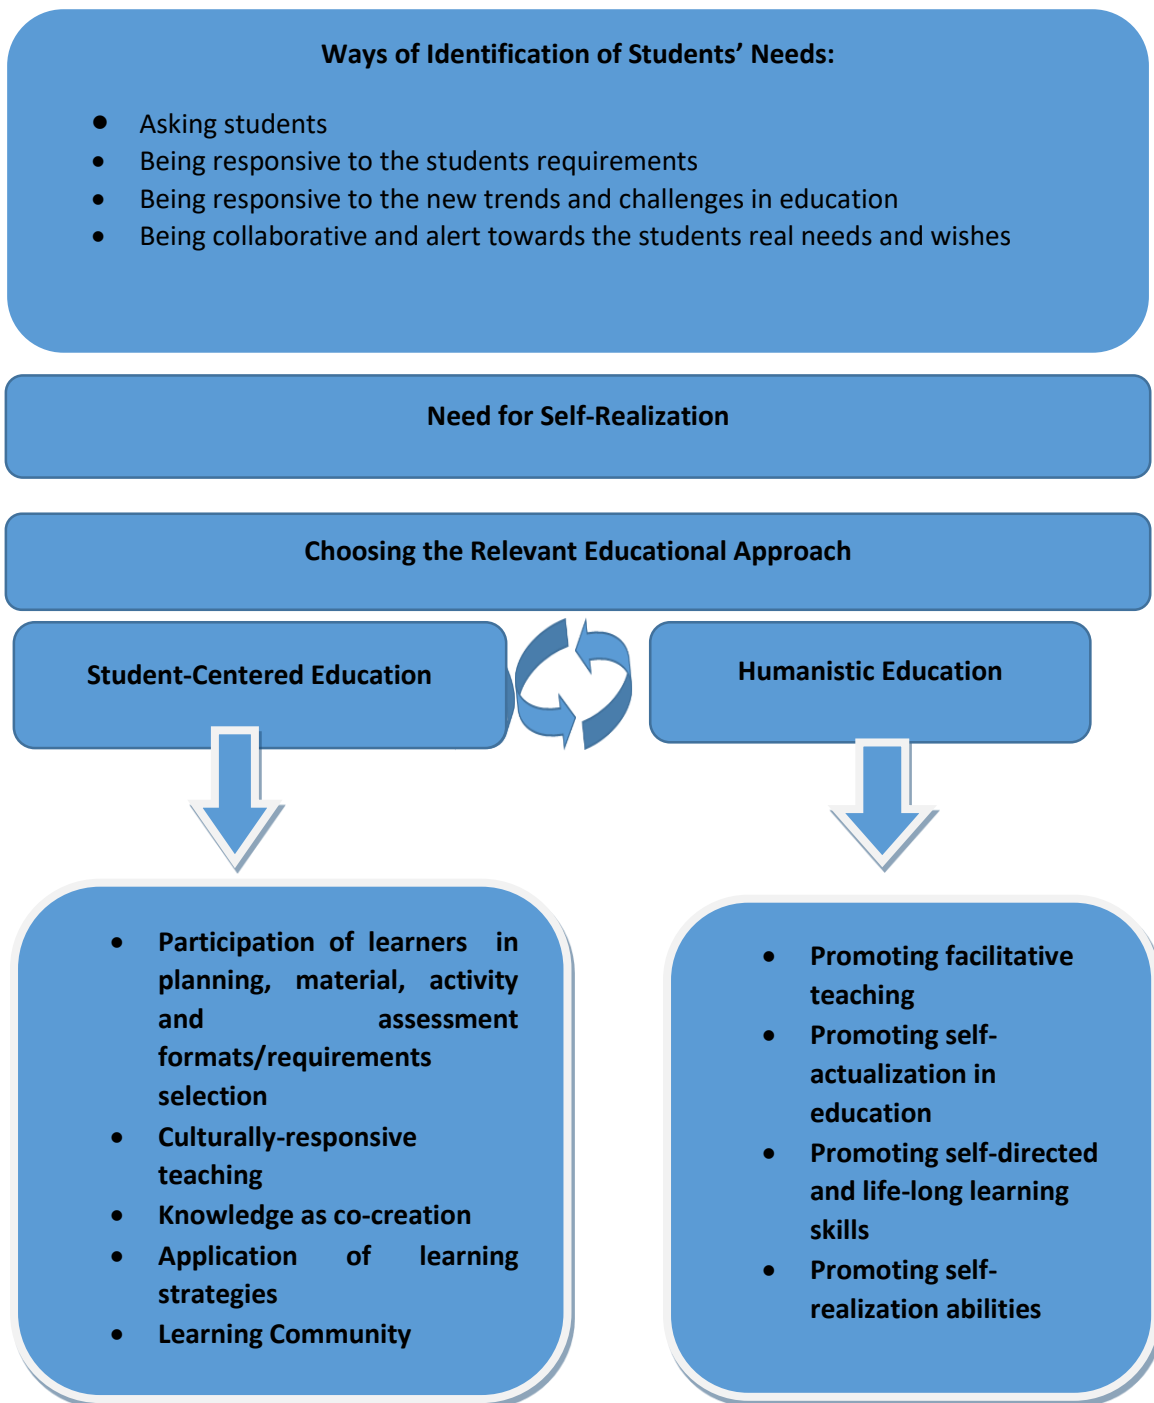 Ways of Identification of Students’ Needs:
• Asking students
• Being responsive to the students requirements
• Being responsive to the new trends and challenges in education
• Being collaborative and alert towards the students real needs and wishes
Need for Self-Realization
Choosing the Relevant Educational Approach
Student-Centered Education
Humanistic Education
• Participation of learners in
planning, material, activity
and assessment
formats/requirements
selection
• Culturally-responsive
teaching
• Knowledge as co-creation
• Application of learning
strategies
• Learning Community
• Promoting facilitative
teaching
• Promoting self-
actualization in
education
• Promoting self-directed
and life-long learning
skills
• Promoting self-
realization abilities